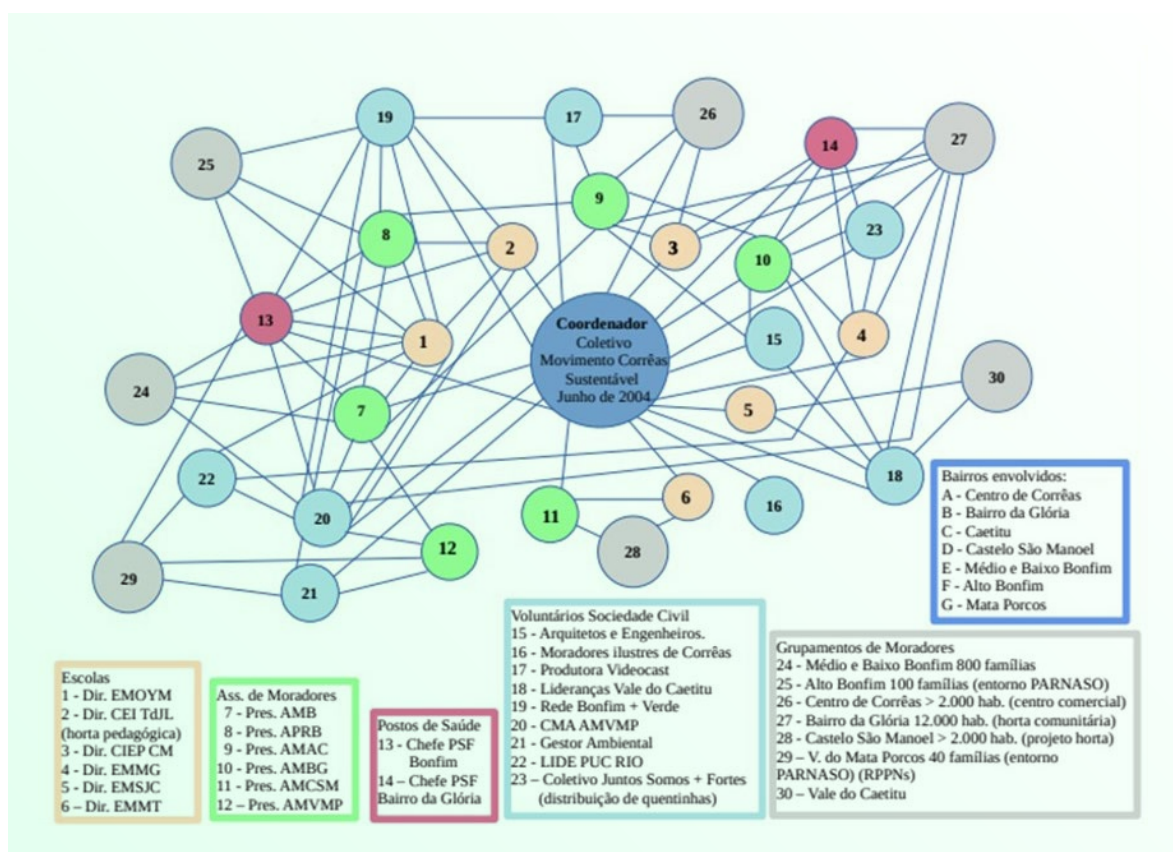 19
17
26
14
27
25
9
23
8
2
3
10
13
1
15
4
Coordenador
Coletivo
Movimento Corrêas
Sustentável
Junho de 2004
30
24
7
5
22
18
6
16
20
11
12
28
29
21
Bairros envolvidos:
A - Centro de Corrêas
B - Bairro da Glória
C - Caetitu
D - Castelo São Manoel
E - Médio e Baixo Bonfim
F - Alto Bonfim
G - Mata Porcos
Escolas
1 - Dir. EMOYM
2 - Dir. CEI TdJL
(horta pedagógica)
3 - Dir. CIEP CM
4 - Dir. EMMG
5 - Dir. EMSJC
6 – Dir. EMMT
Ass. de Moradores
7 - Pres. AMB
8 - Pres. APRB
9 - Pres. AMAC
10 - Pres. AMBG
11 - Pres. AMCSM
12 – Pres. AMVMP
Postos de Saúde
13 - Chefe PSF
Bonfim
14 – Chefe PSF
Bairro da Glória
Voluntários Sociedade Civil
15 - Arquitetos e Engenheiros.
16 - Moradores ilustres de Corrêas
17 - Produtora Videocast
18 - Lideranças Vale do Caetitu
19 - Rede Bonfim + Verde
20 – CMA AMVMP
21 - Gestor Ambiental
22 - LIDE PUC RIO
23 – Coletivo Juntos Somos + Fortes
(distribuição de quentinhas)
Grupamentos de Moradores
24 - Médio e Baixo Bonfim 800 famílias
25 - Alto Bonfim 100 famílias (entorno PARNASO)
26 - Centro de Corrêas > 2.000 hab. (centro comercial)
27 - Bairro da Glória 12.000 hab. (horta comunitária)
28 - Castelo São Manoel > 2.000 hab. (projeto horta)
29 – V. do Mata Porcos 40 famílias (entorno
PARNASO) (RPPNs)
30 – Vale do Caetitu